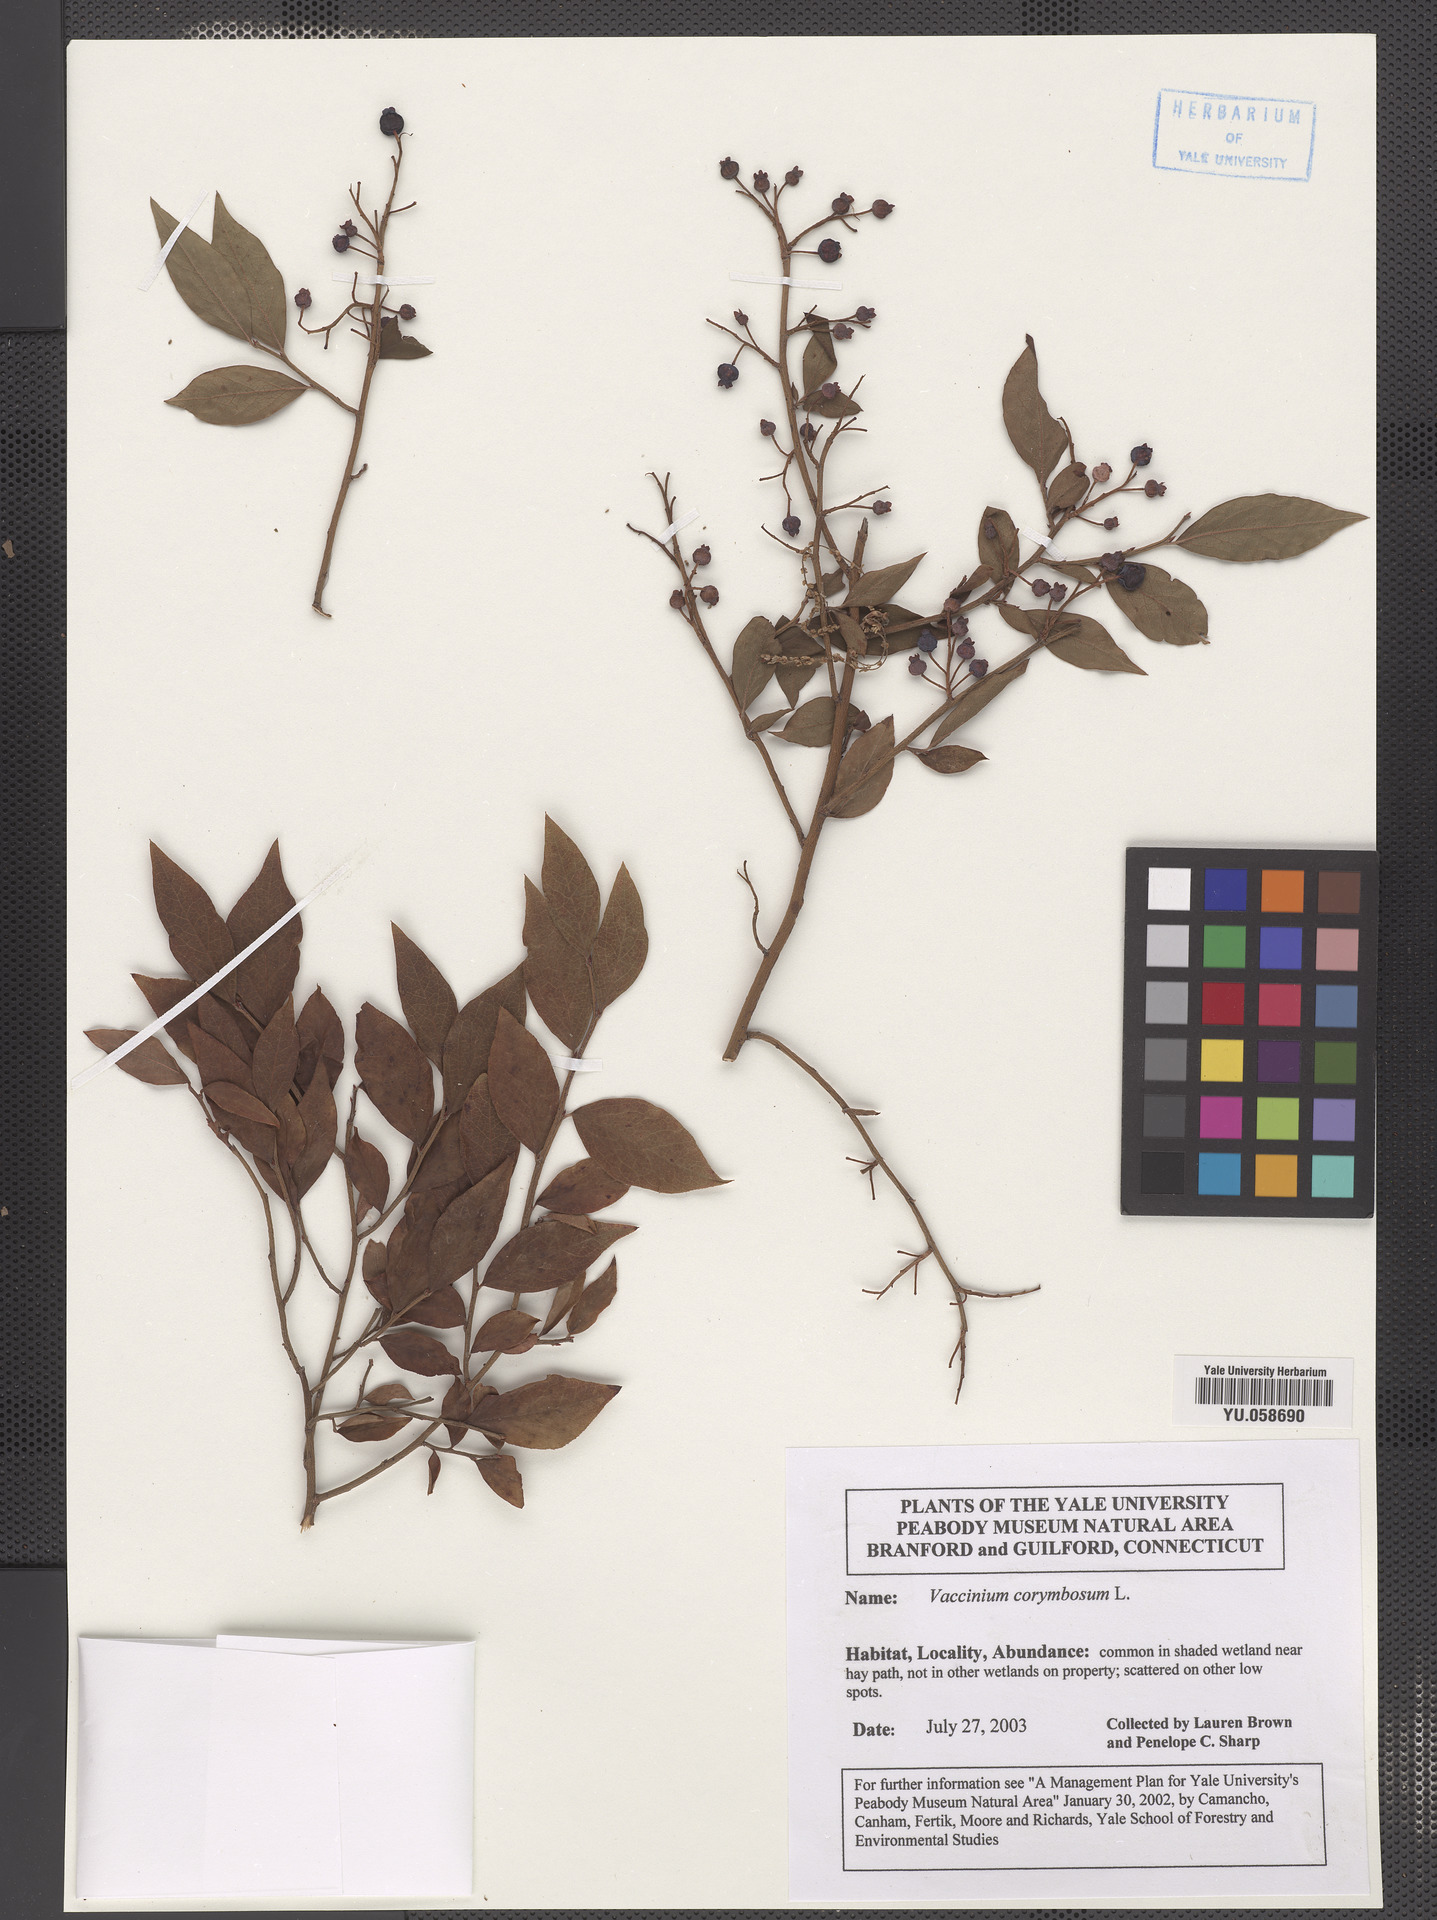 HERBARIUM
OF
YALE UNIVERSITY
Yale University Herbarium
YU.058690
PLANTS OF THE YALE UNIVERSITY
PEABODY MUSEUM NATURAL AREA
BRANFORD and GUILFORD, CONNECTICUT
Name: Vaccinium corymbosum L.
Habitat, Locality, Abundance: common in shaded wetland near
hay path, not in other wetlands on property; scattered on other low
spots.
Date: July 27, 2003
Collected by Lauren Brown
and Penelope C. Sharp
For further information see "A Management Plan for Yale University's
Peabody Museum Natural Area" January 30, 2002, by Camancho,
Canham, Fertik, Moore and Richards, Yale School of Forestry and
Environmental Studies